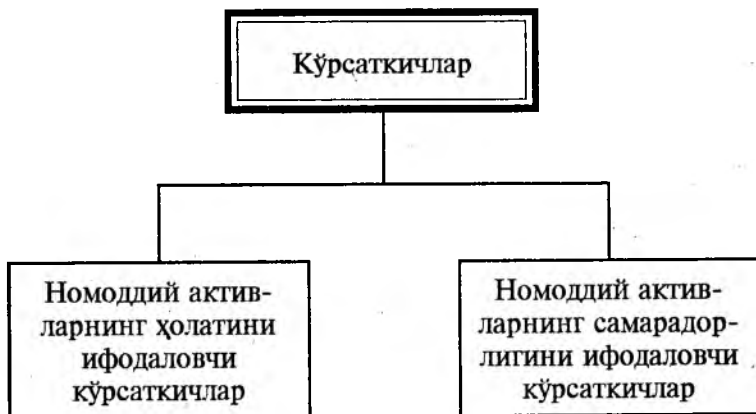 Кўрсаткичлар
Номоддий актив-
ларнинг ҳолатини
ифодаловчи
кўрсаткичлар
Номоддий актив-
ларнинг самарадор-
лигини ифодаловчи
кўрсаткичлар